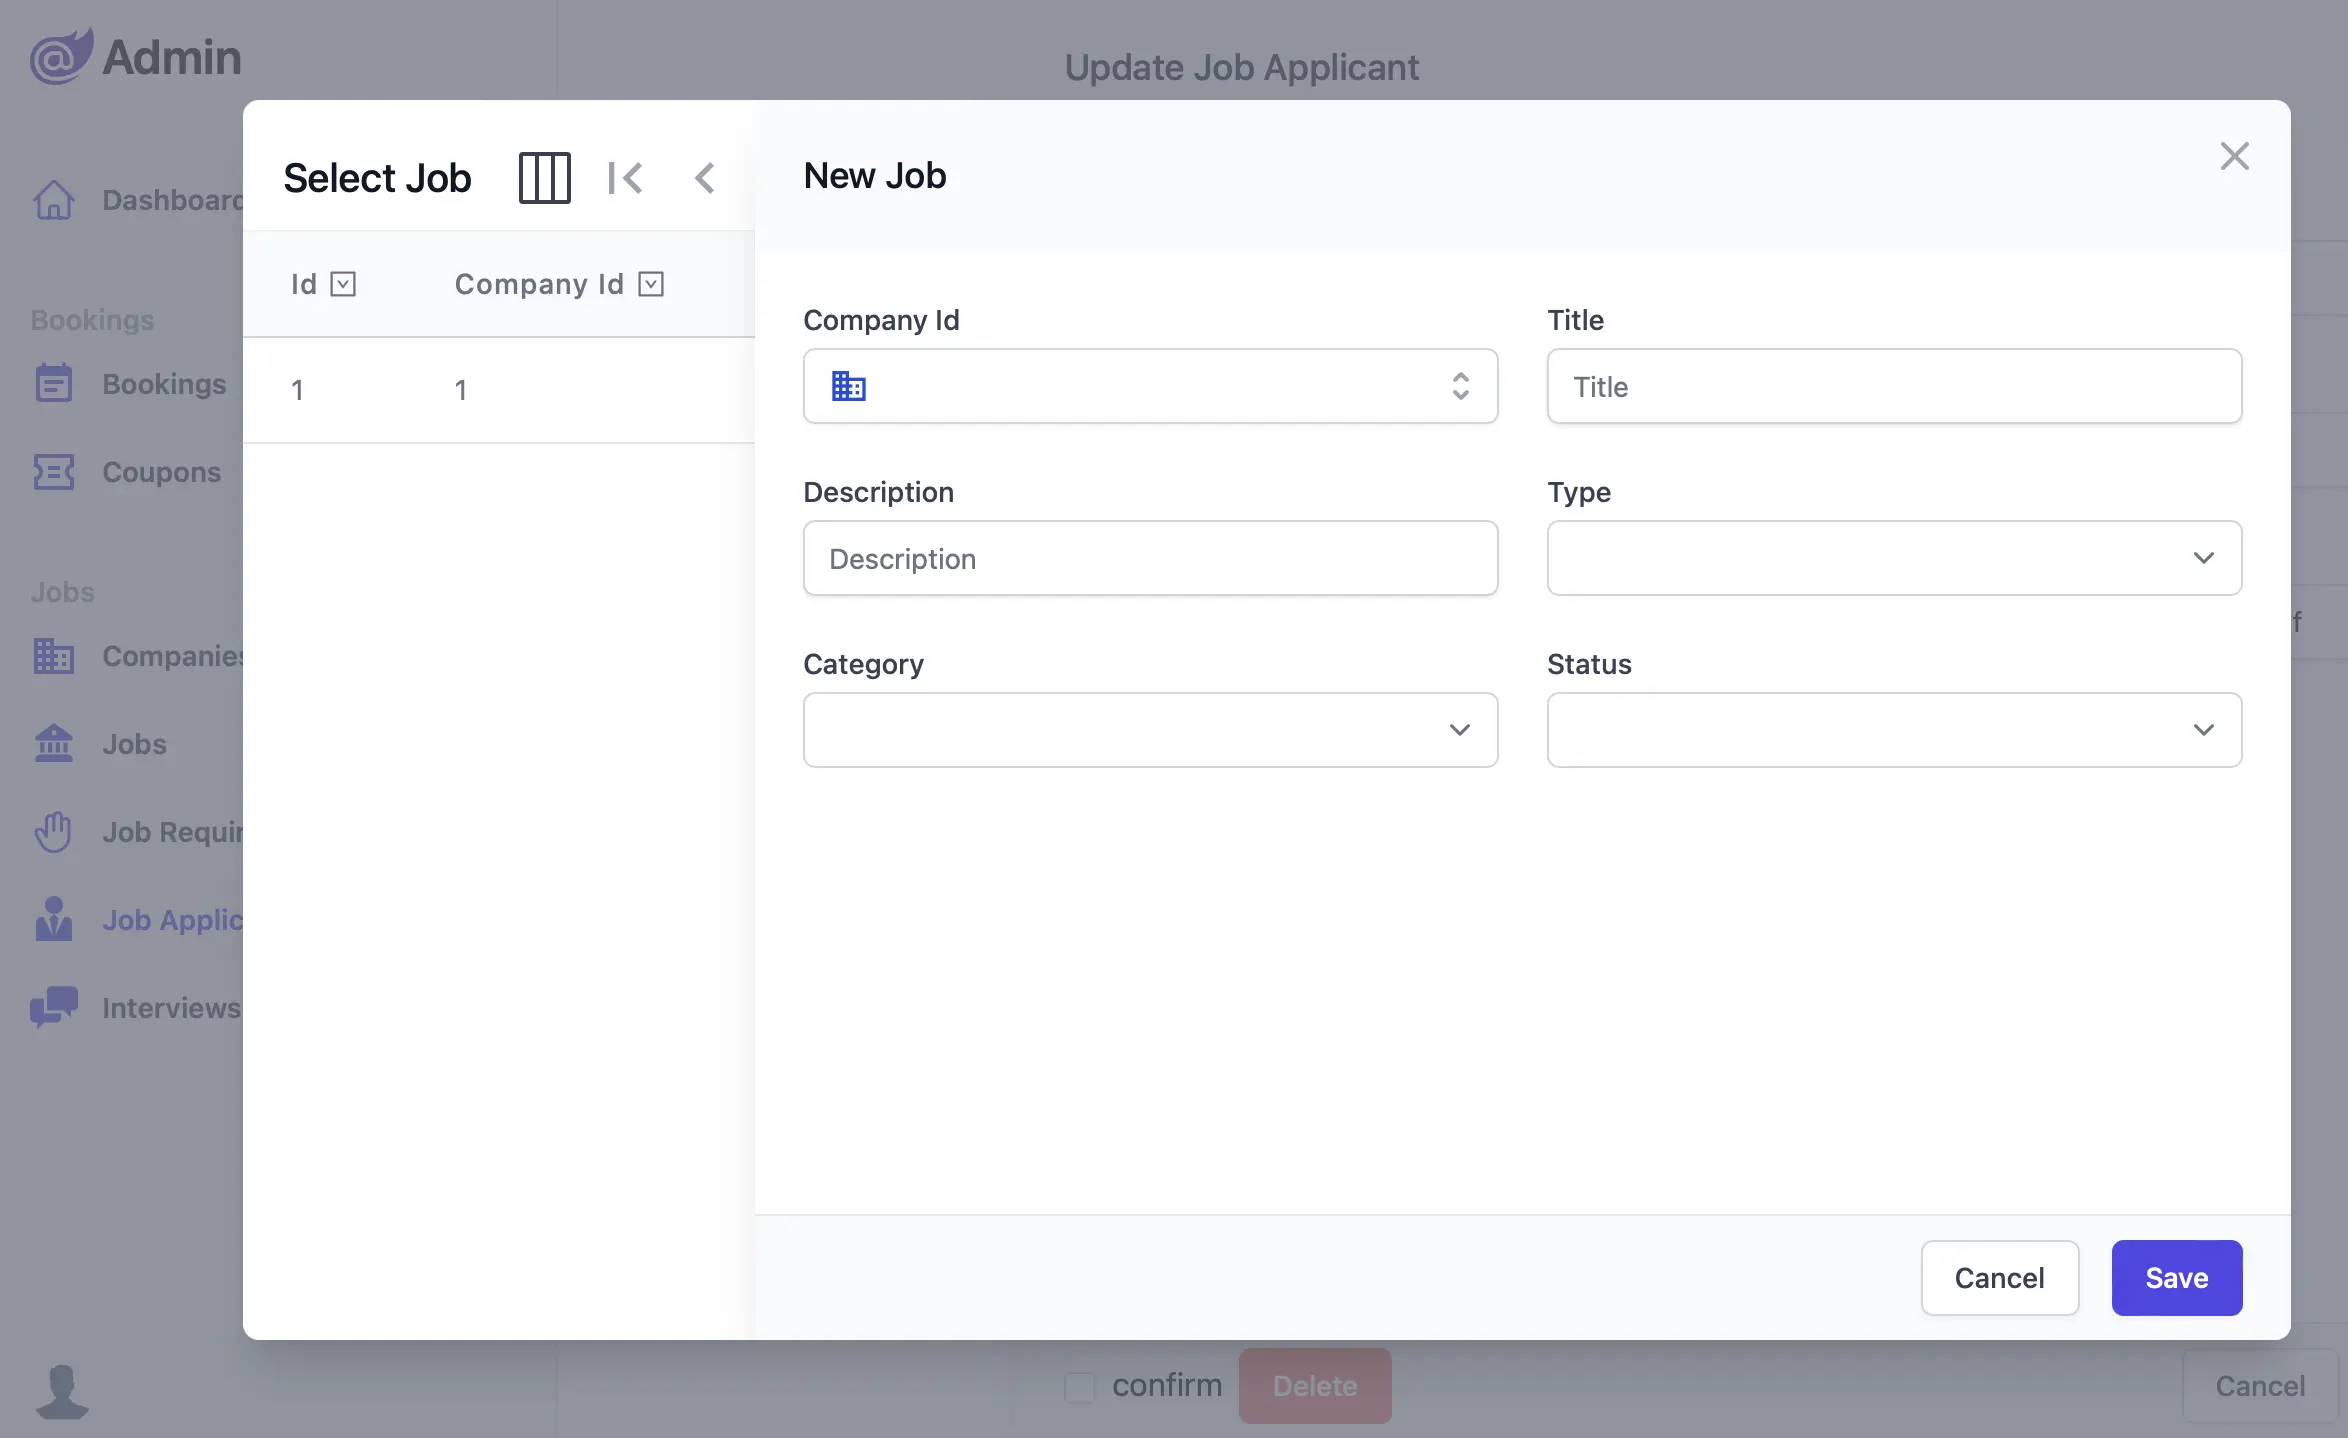 Admin
Update Job Applicant
Dashboard
Bookings
Bookings
Coupons
Jobs
Companies
Jobs
Job Requir
Job Applic
Interviews
Select Job
Id
Company Id
1
1
New Job
Company Id
Title
Title
Description
Description
Type
Category
Status
Cancel
Save
f
confirm
Delete
Cancel